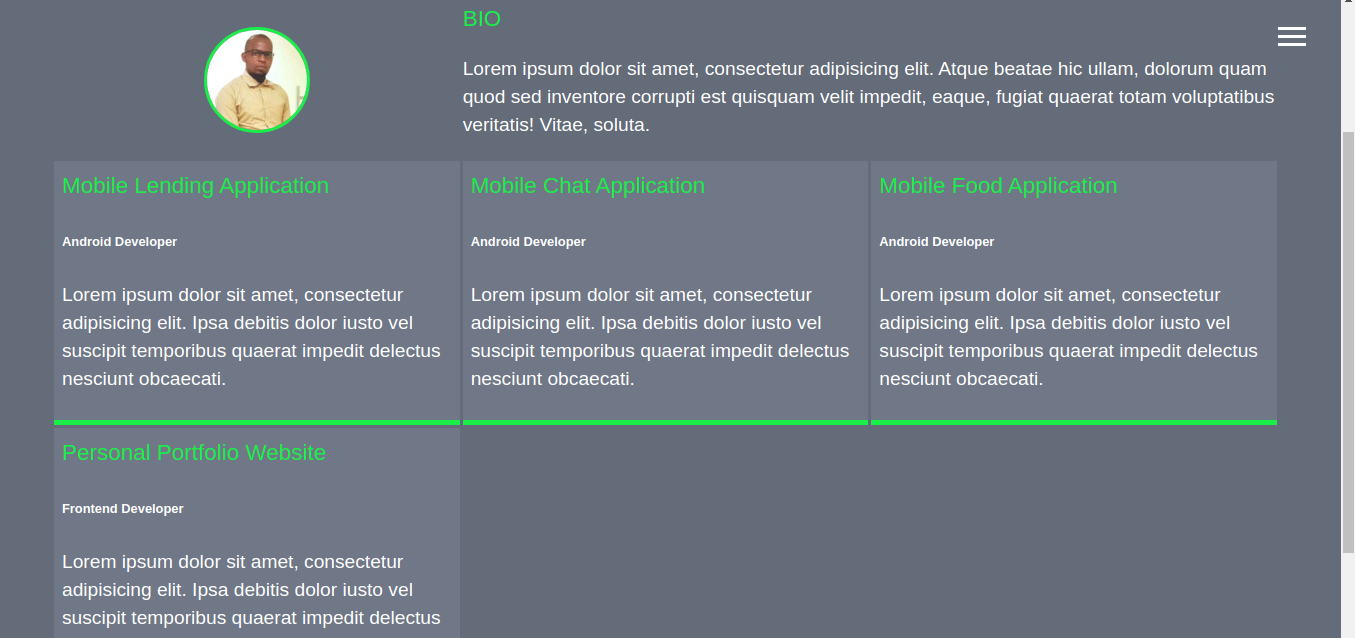 BIO
Lorem ipsum dolor sit amet, consectetur adipisicing elit. Atque beatae hic ullam, dolorum quam
quod sed inventore corrupti est quisquam velit impedit, eaque, fugiat quaerat totam voluptatibus
veritatis! Vitae, soluta.
Mobile Lending Application
Android Developer
Lorem ipsum dolor sit amet, consectetur
adipisicing elit. Ipsa debitis dolor iusto vel
suscipit temporibus quaerat impedit delectus
nesciunt obcaecati.
Mobile Chat Application
Android Developer
Lorem ipsum dolor sit amet, consectetur
adipisicing elit. Ipsa debitis dolor iusto vel
suscipit temporibus quaerat impedit delectus
nesciunt obcaecati.
Mobile Food Application
Android Developer
Lorem ipsum dolor sit amet, consectetur
adipisicing elit. Ipsa debitis dolor iusto vel
suscipit temporibus quaerat impedit delectus
nesciunt obcaecati.
Personal Portfolio Website
Frontend Developer
Lorem ipsum dolor sit amet, consectetur
adipisicing elit. Ipsa debitis dolor iusto vel
suscipit temporibus quaerat impedit delectus